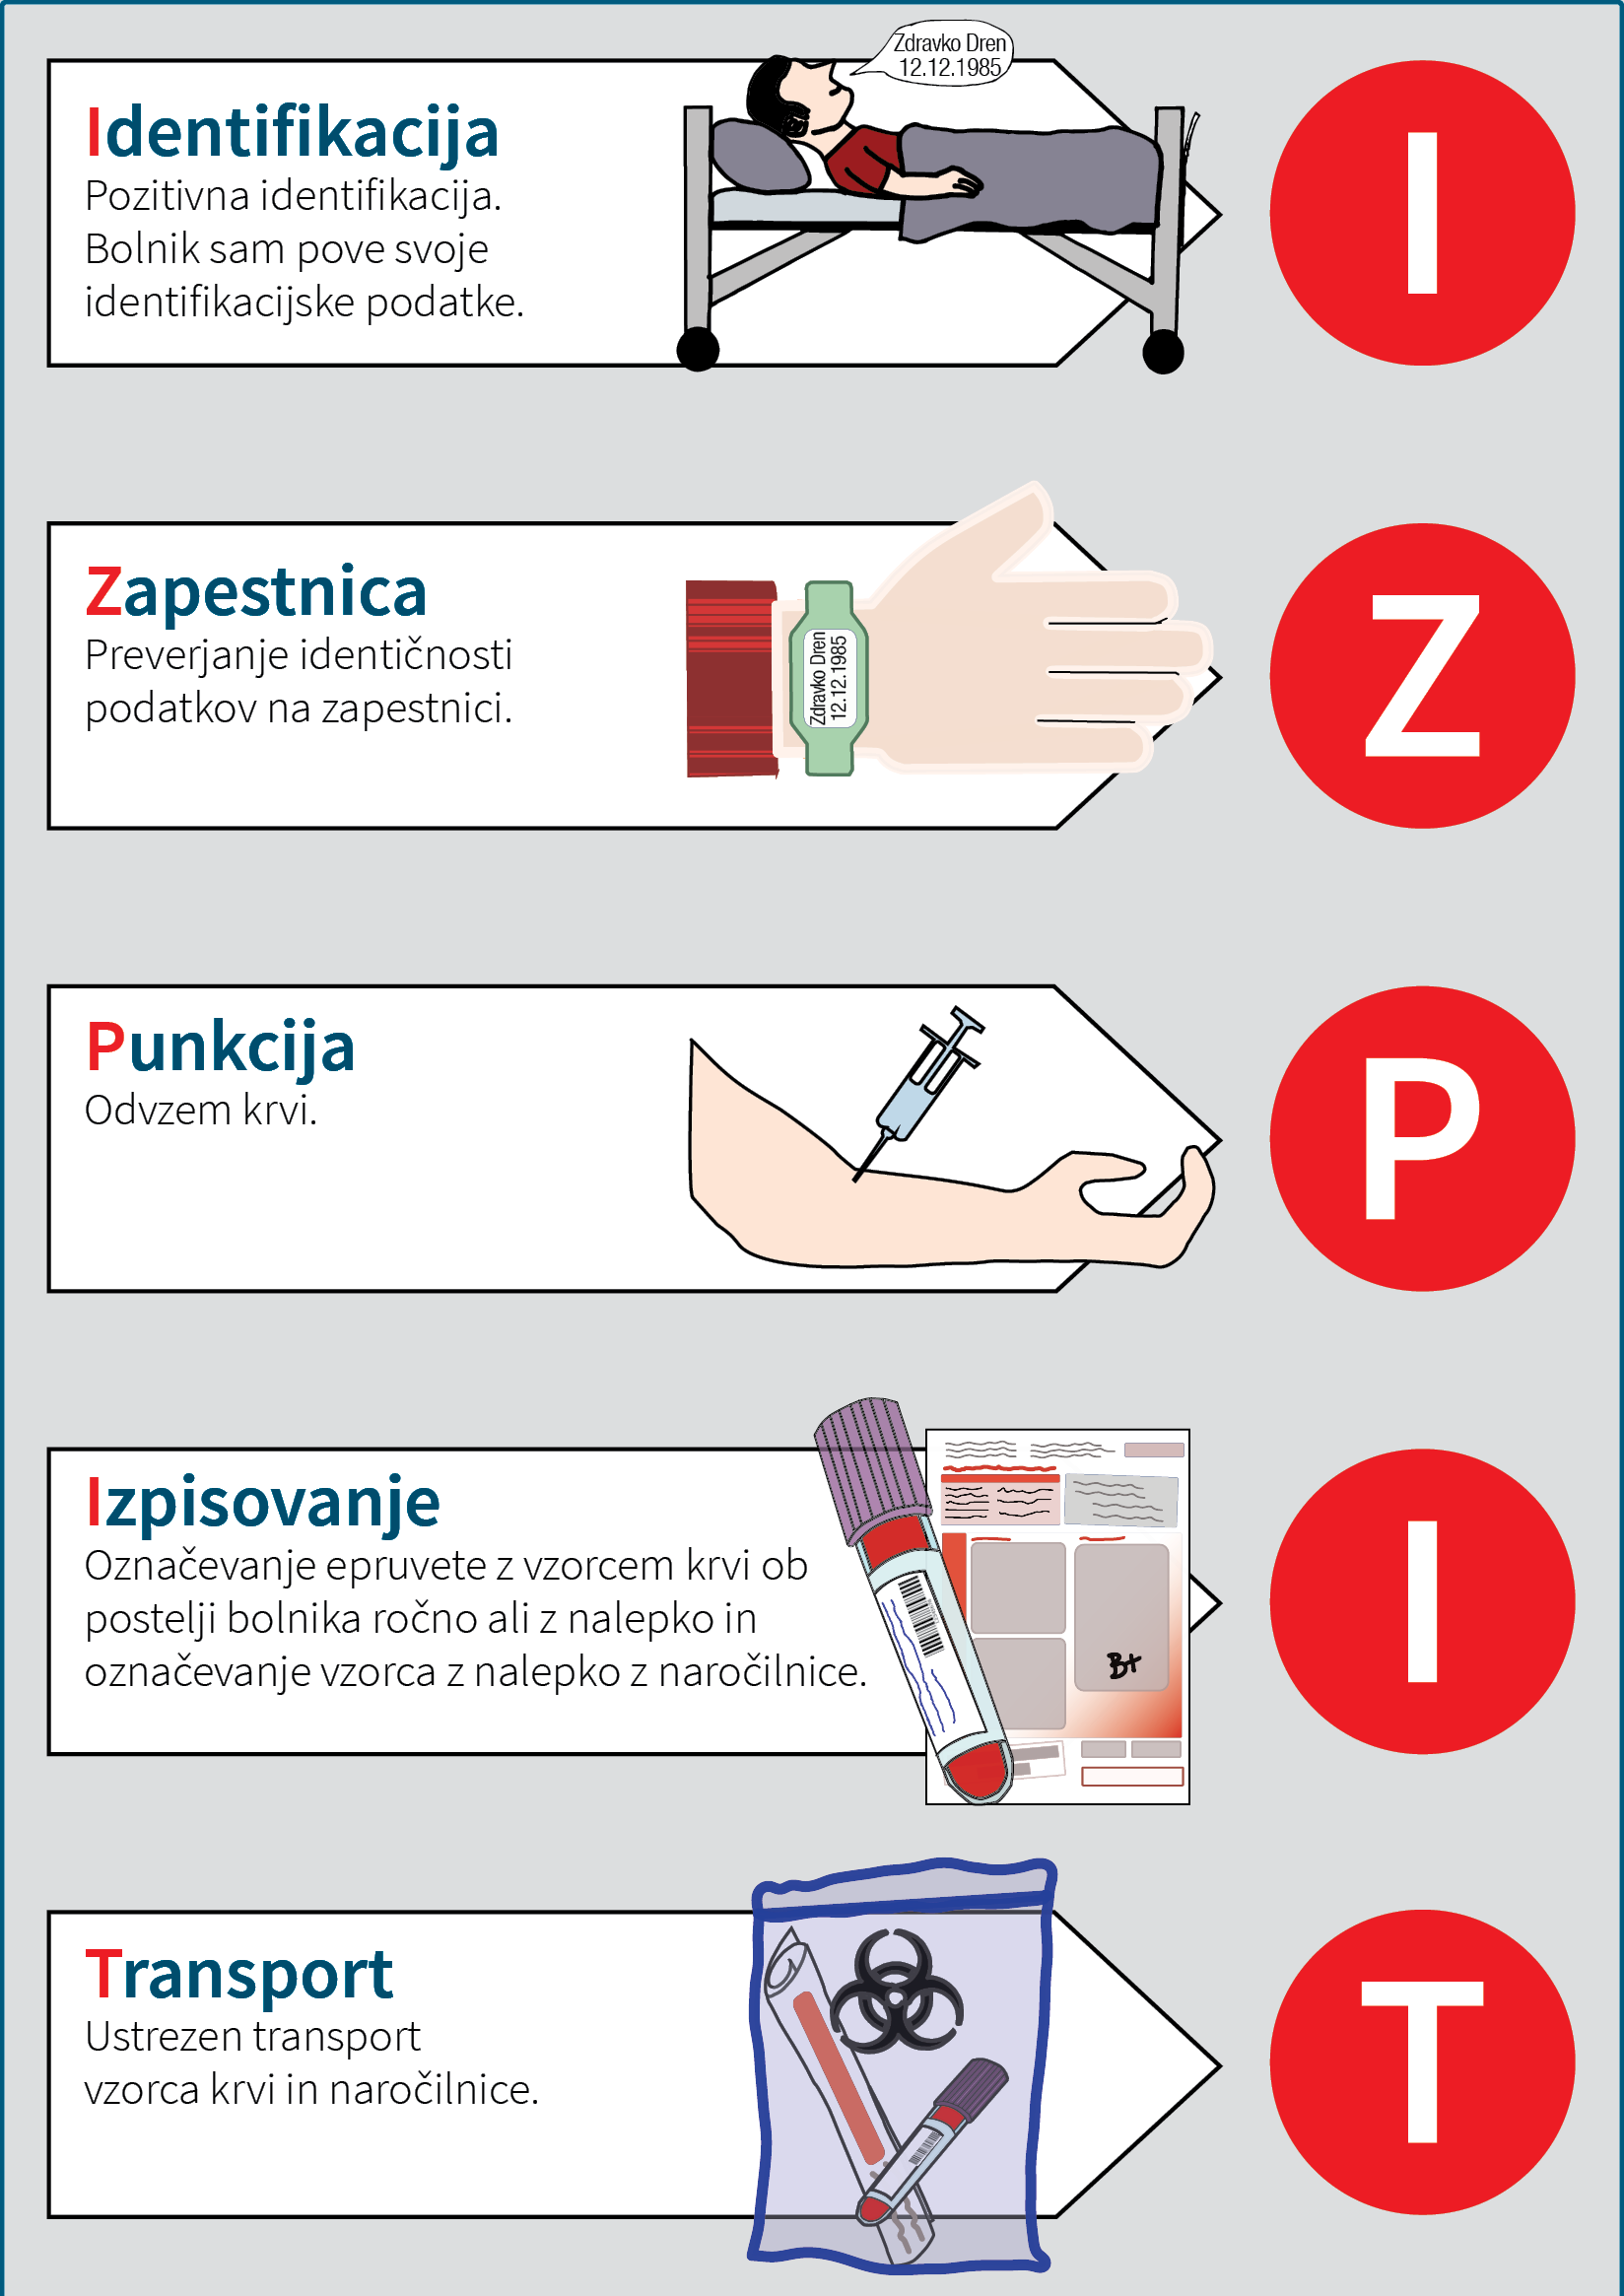 Zdravko Dren
12.12.1985
Identifikacija
Pozitivna identifikacija.
Bolnik sam pove svoje
identifikacijske podatke.
I
Zapestnica
Preverjanje identičnosti
podatkov na zapestnici.
Zdravko Dren
12.12.1985
Z
Punkcija
Odvzem krvi.
P
Izpisovanje
Označevanje epruvete z vzorcem krvi ob
postelji bolnika ročno ali z nalepko in
označevanje vzorca z nalepko z naročilnice.
B+
I
Transport
Ustrezen transport
vzorca krvi in naročilnice.
T